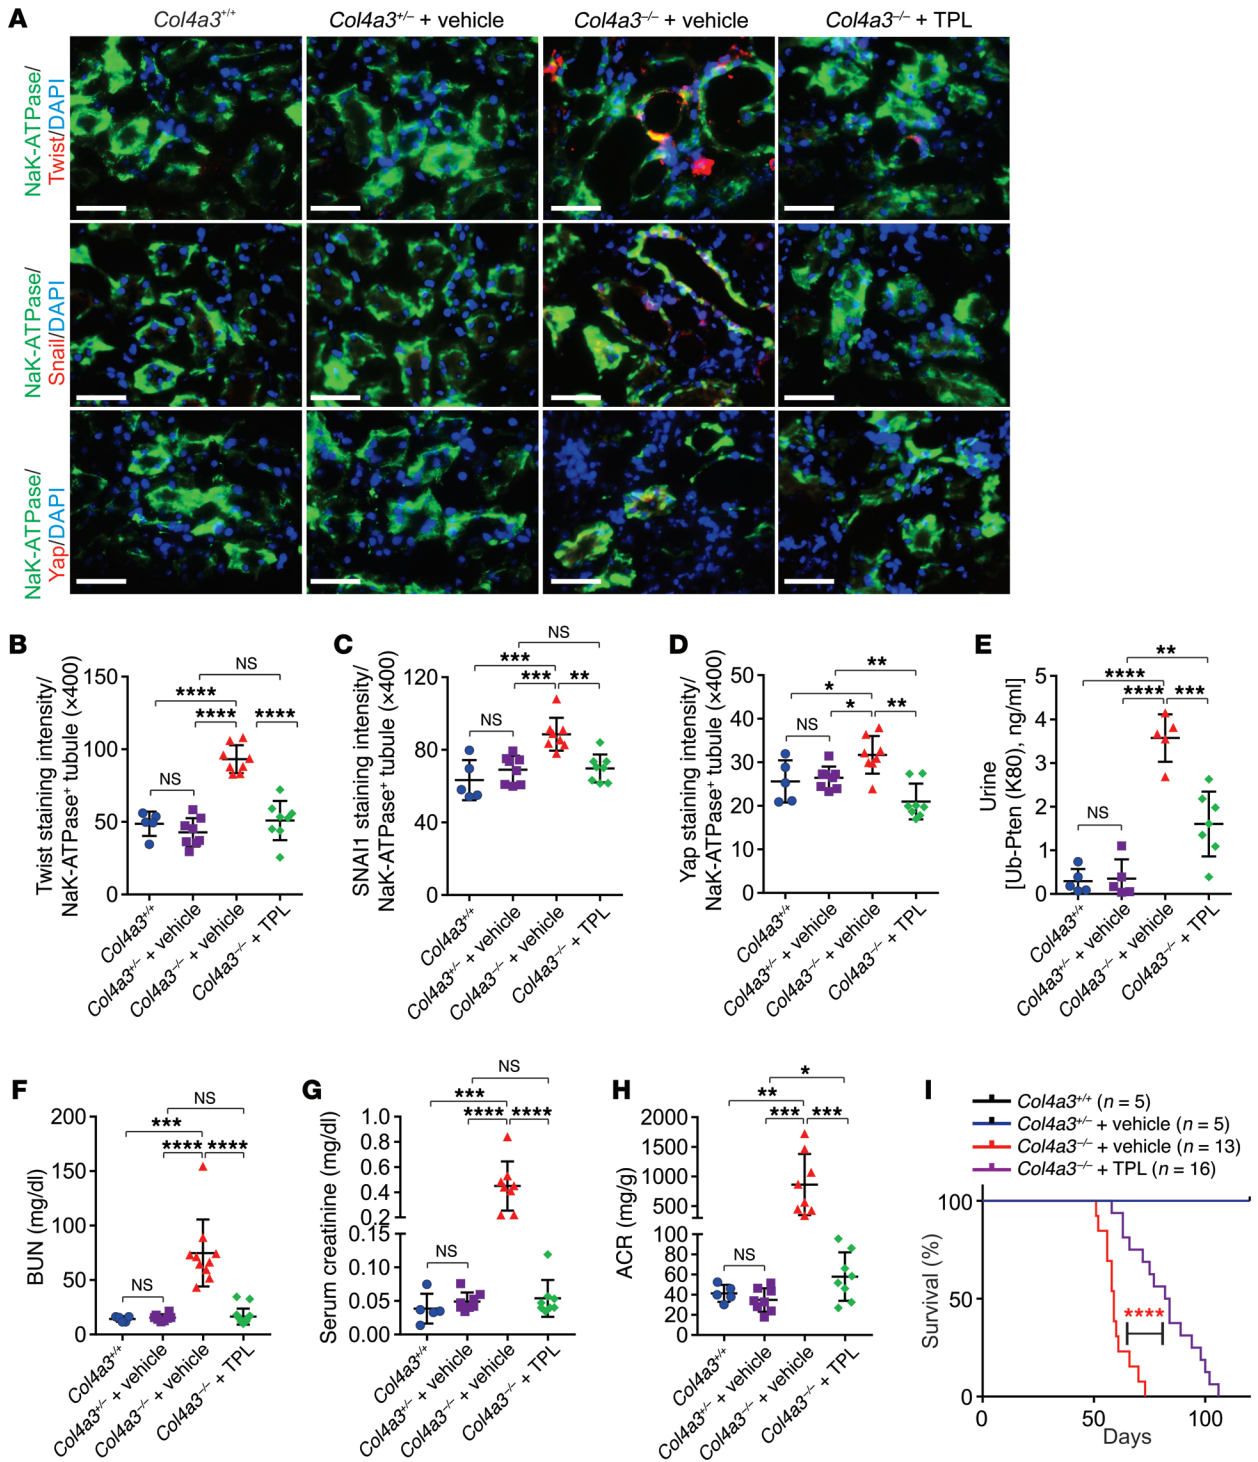 A
Col4a3+/+
Col4a3+/– + vehicle
Col4a3–/– + vehicle
Col4a3–/– + TPL
NaK-ATPase/
Twist/DAPI
NaK-ATPase/
Snail/DAPI
NaK-ATPase/
Yap/DAPI
B
Twist staining intensity/
NaK-ATPase+ tubule (×400)
150
100
50
0
NS
****
****
****
NS
Col4a3+/+
Col4a3+/– + vehicle
Col4a3–/– + vehicle
Col4a3–/– + TPL
C
SNAI1 staining intensity/
NaK-ATPase+ tubule (×400)
120
80
40
0
NS
***
***
**
NS
Col4a3+/+
Col4a3+/– + vehicle
Col4a3–/– + vehicle
Col4a3–/– + TPL
D
Yap staining intensity/
NaK-ATPase+ tubule (×400)
50
40
30
20
10
0
**
*
NS
*
**
Col4a3+/+
Col4a3+/– + vehicle
Col4a3–/– + vehicle
Col4a3–/– + TPL
E
Urine
[Ub-Pten (K80), ng/ml]
5
4
3
2
1
0
**
****
****
***
NS
Col4a3+/+
Col4a3+/– + vehicle
Col4a3–/– + vehicle
Col4a3–/– + TPL
F
BUN (mg/dl)
200
150
100
50
0
NS
***
****
****
NS
Col4a3+/+
Col4a3+/– + vehicle
Col4a3–/– + vehicle
Col4a3–/– + TPL
G
Serum creatinine (mg/dl)
1.0
0.8
0.6
0.4
0.2
0.15
0.10
0.05
0.00
NS
***
****
****
NS
Col4a3+/+
Col4a3+/– + vehicle
Col4a3–/– + vehicle
Col4a3–/– + TPL
H
ACR (mg/g)
2000
1500
1000
500
100
80
60
40
20
0
*
**
***
***
NS
Col4a3+/+
Col4a3+/– + vehicle
Col4a3–/– + vehicle
Col4a3–/– + TPL
I
Col4a3+/+ (n = 5)
Col4a3+/– + vehicle (n = 5)
Col4a3–/– + vehicle (n = 13)
Col4a3–/– + TPL (n = 16)
Survival (%)
100
50
0
****
0
50
100
Days